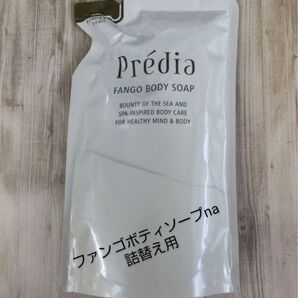 Prédia
FANGO BODY SOAP
BOUNTY OF THE SEA AND
SPA-INSPIRED BODY CARE
FOR HEALTHY MIND & BODY
ファンゴボディソープna
詰替え用